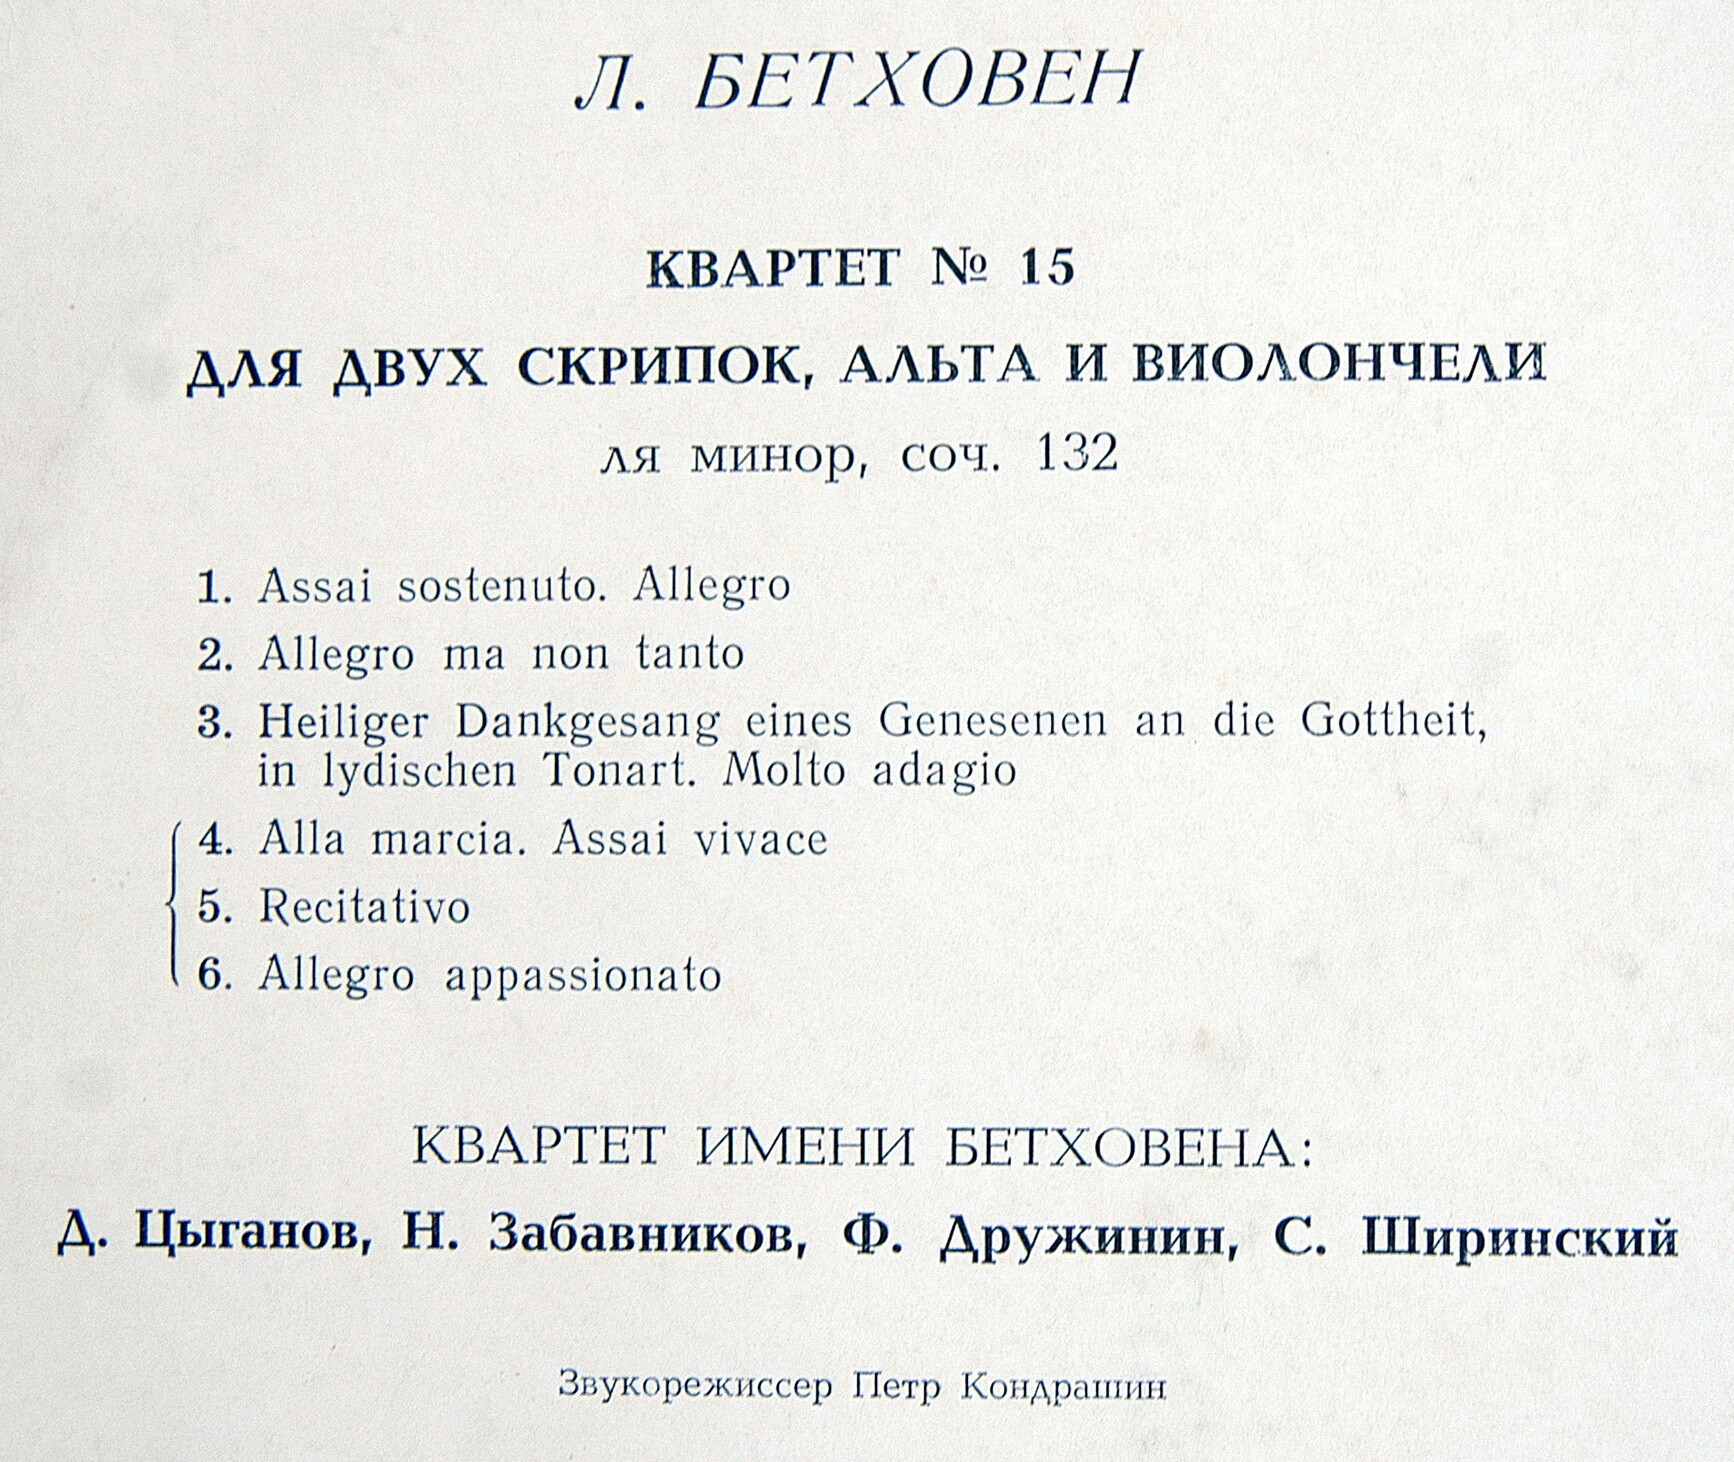 Л. БЕТХОВЕН
КВАРТЕТ № 15
ДЛЯ ДВУХ СКРИПОК, АЛЬТА И ВИОЛОНЧЕЛИ
ля минор, соч. 132
1. Assai sostenuto. Allegro
2. Allegro ma non tanto
3. Heiliger Dankgesang eines Genesenen an die Gottheit,
in lydischen Tonart. Molto adagio
4. Alla marcia. Assai vivace
5. Recitativo
6. Allegro appassionato
КВАРТЕТ ИМЕНИ БЕТХОВЕНА:
Д. Цыганов, Н. Забавников, Ф. Дружинин, С. Ширинский
Звукорежиссер Петр Кондрашин